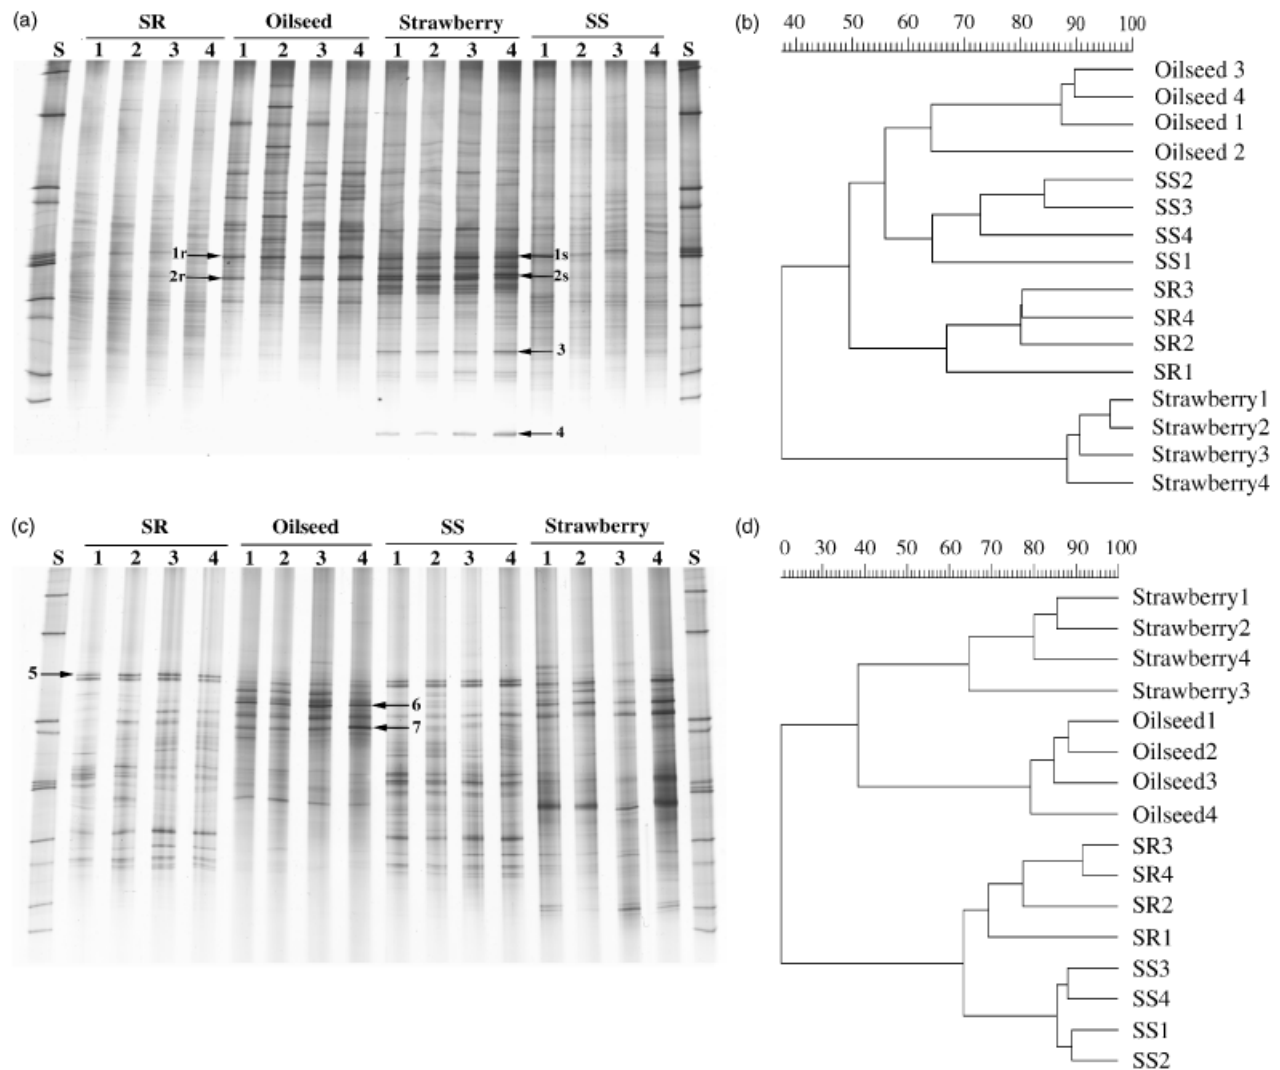 (a)
SR Oilseed Strawberry SS
S 1 2 3 4 1 2 3 4 1 2 3 4 1 2 3 4 S
1r 1s
2r 2s
3
4
(b)
40 50 60 70 80 90 100
Oilseed 3
Oilseed 4
Oilseed 1
Oilseed 2
SS2
SS3
SS4
SS1
SR3
SR4
SR2
SR1
Strawberry1
Strawberry2
Strawberry3
Strawberry4
(c)
SR Oilseed SS Strawberry
S 1 2 3 4 1 2 3 4 1 2 3 4 1 2 3 4 S
5
6
7
(d)
0 30 40 50 60 70 80 90 100
Strawberry1
Strawberry2
Strawberry4
Strawberry3
Oilseed1
Oilseed2
Oilseed3
Oilseed4
SR3
SR4
SR2
SR1
SS3
SS4
SS1
SS2